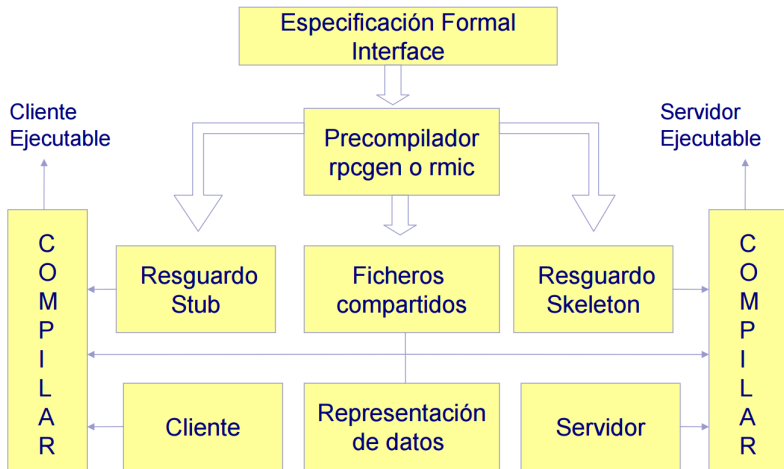 Especificación Formal
Interface
Cliente
Ejecutable
Precompilador
rpcgen o rmic
Servidor
Ejecutable
C
O
M
P
I
L
A
R
Resguardo
Stub
Ficheros
compartidos
Resguardo
Skeleton
C
O
M
P
I
L
A
R
Cliente
Representación
de datos
Servidor